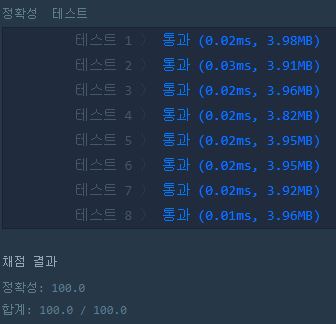 정확성 테스트
테스트 1 〉 통과 (0.02ms, 3.98MB)
테스트 2 〉 통과 (0.03ms, 3.91MB)
테스트 3 〉 통과 (0.02ms, 3.96MB)
테스트 4 〉 통과 (0.02ms, 3.82MB)
테스트 5 〉 통과 (0.02ms, 3.95MB)
테스트 6 〉 통과 (0.02ms, 3.95MB)
테스트 7 〉 통과 (0.02ms, 3.92MB)
테스트 8 〉 통과 (0.01ms, 3.96MB)
채점 결과
정확성: 100.0
합계: 100.0 / 100.0